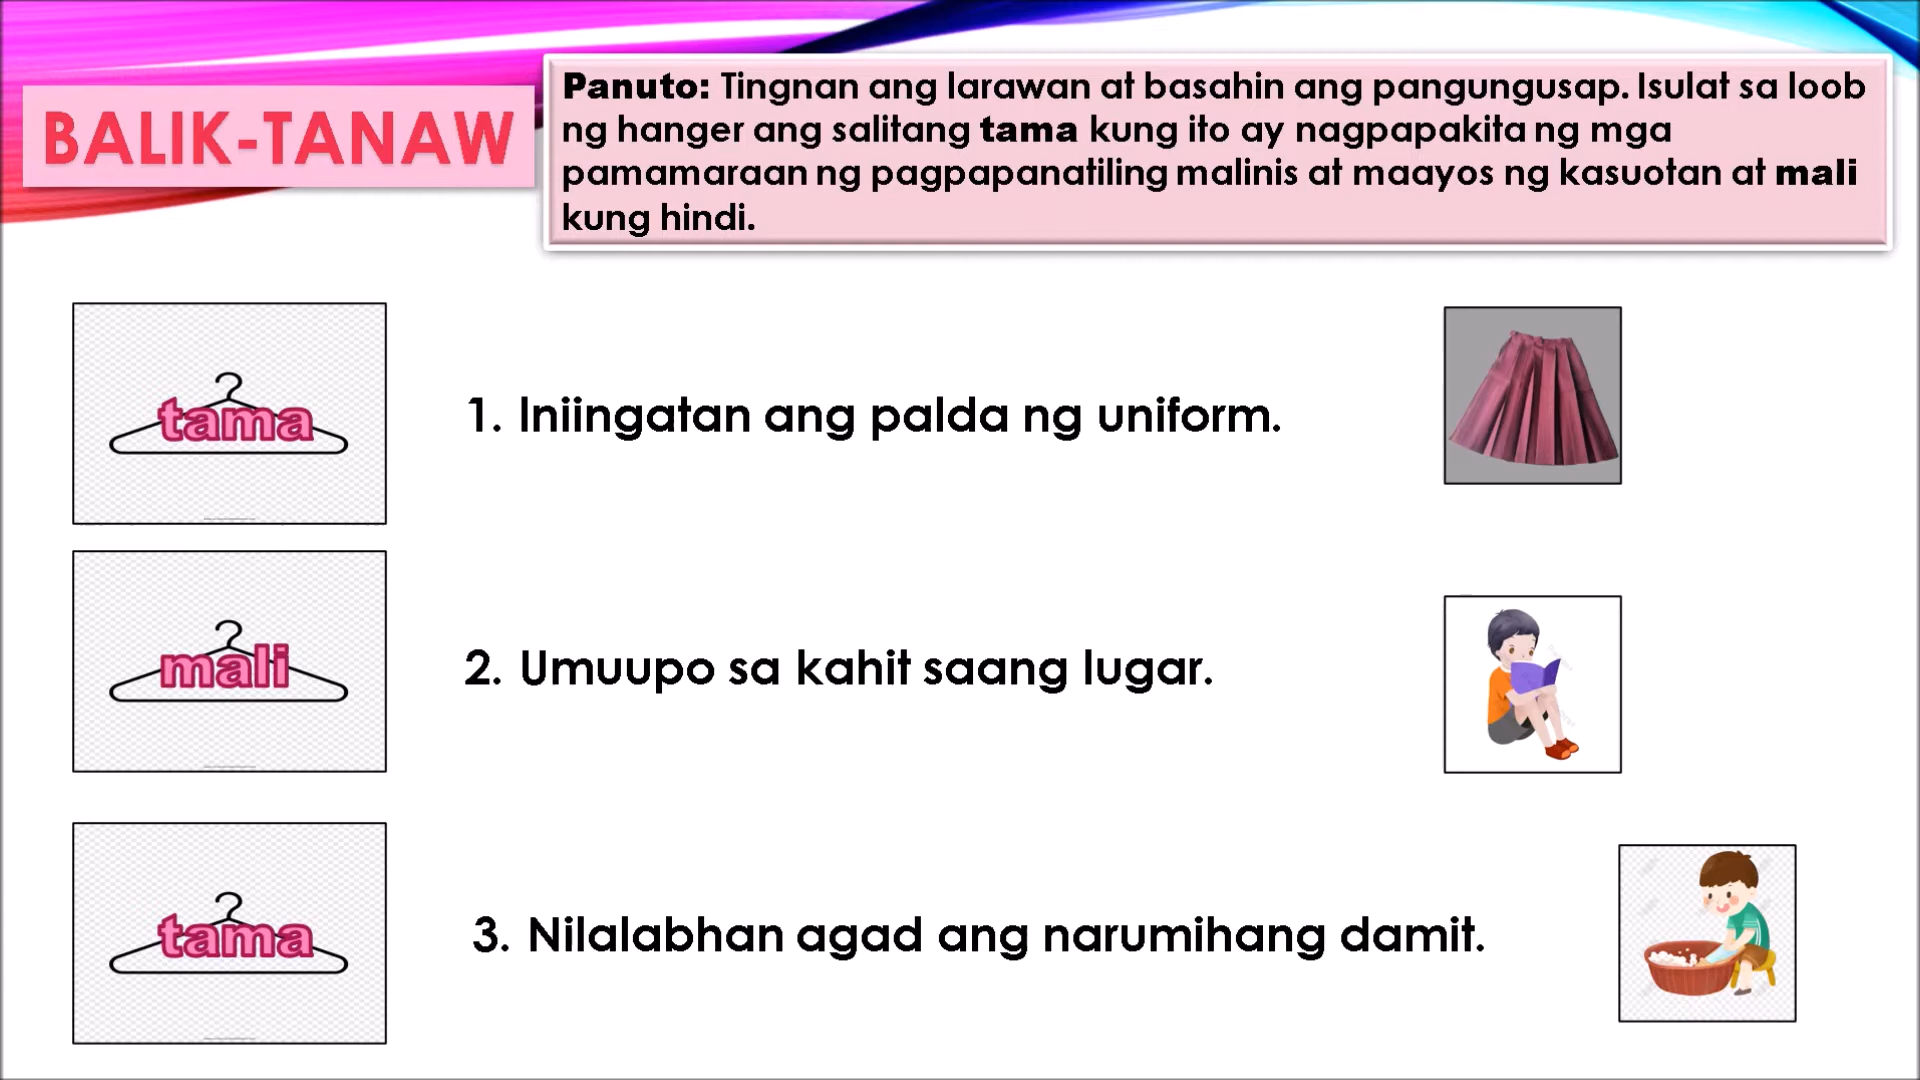 BALIK-TANAW
Panuto: Tingnan ang larawan at basahin ang pangungusap. Isulat sa loob
ng hanger ang salitang tama kung ito ay nagpapakita ng mga
pamamaraan ng pagpapanatiling malinis at maayos ng kasuotan at mali
kung hindi.
tama
1. Iniingatan ang palda ng uniform.
mali
2. Umuupo sa kahit saang lugar.
tama
3. Nilalabhan agad ang narumihang damit.